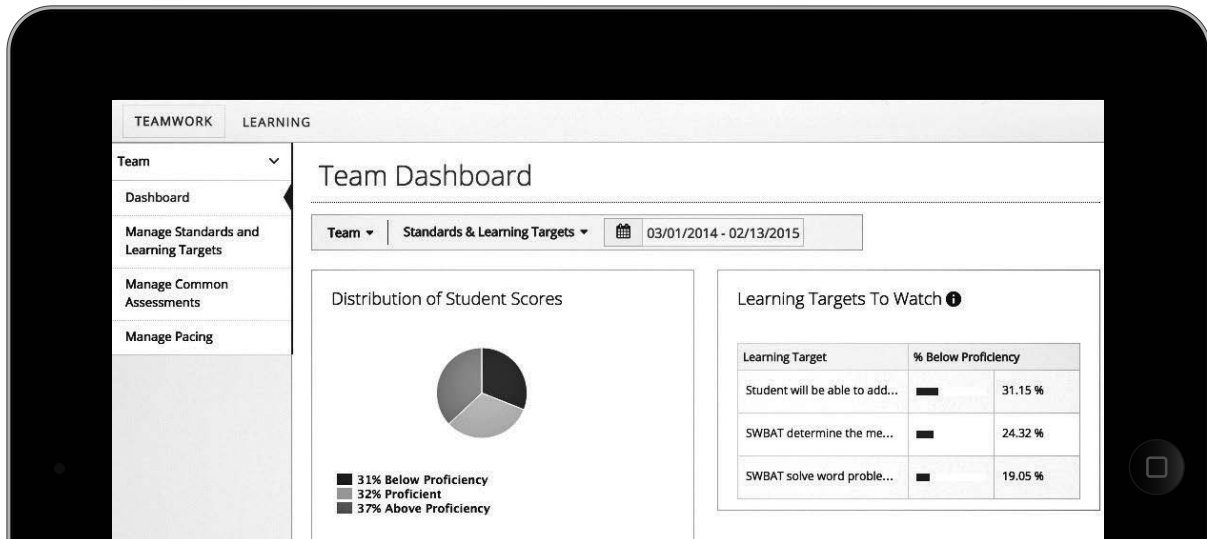 TEAMWORK LEARNING
Team
Dashboard
Manage Standards and
Learning Targets
Manage Common
Assessments
Manage Pacing
Team Dashboard
Team Standards & Learning Targets 03/01/2014 - 02/13/2015
Distribution of Student Scores
31% Below Proficiency
32% Proficient
37% Above Proficiency
Learning Targets To Watch
Learning Target % Below Proficiency
Student will be able to add... 31.15 %
SWBAT determine the me... 24.32 %
SWBAT solve word proble... 19.05 %